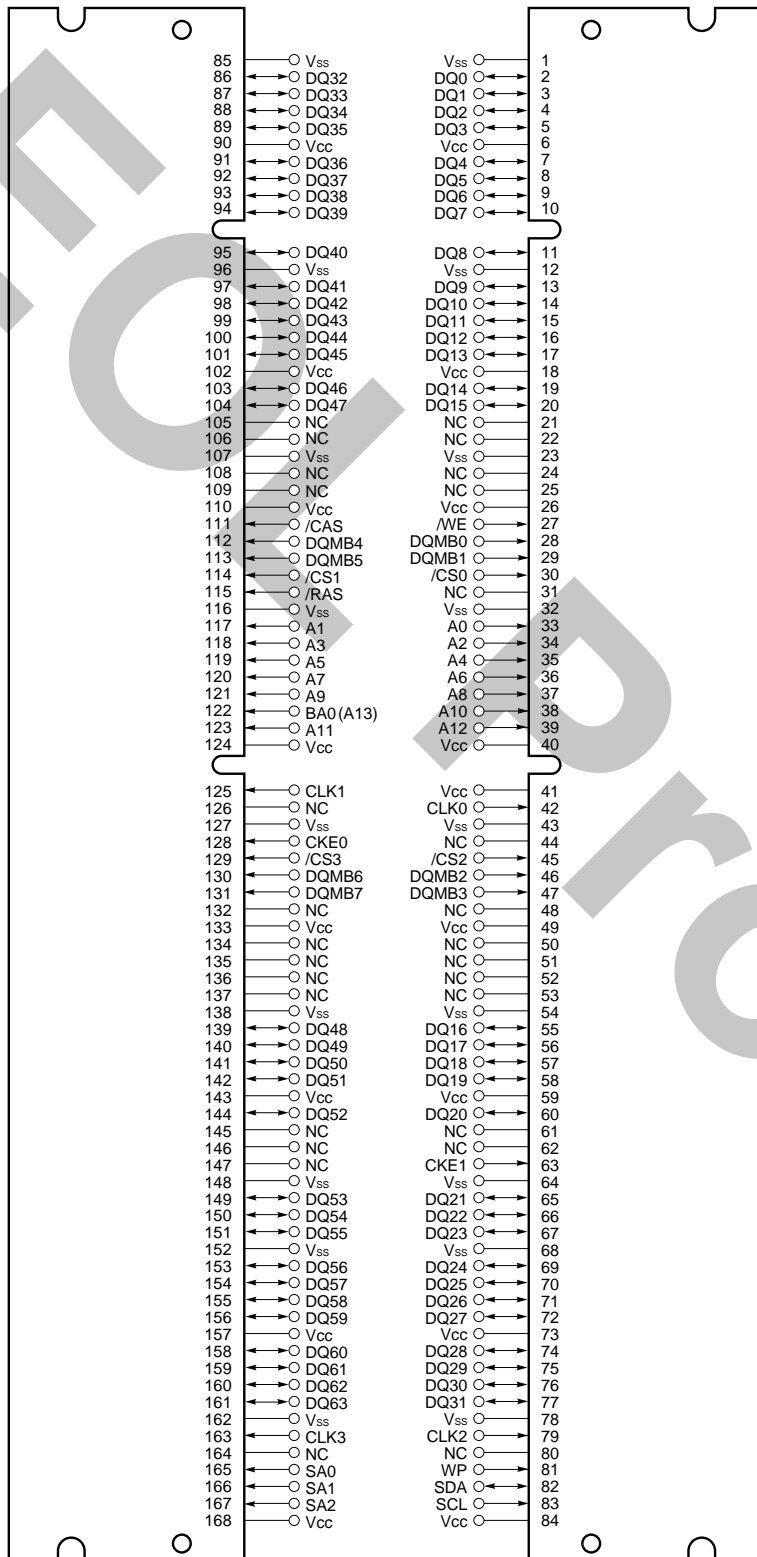 85 Vss Vss 1
86 DQ32 DQ0 2
87 DQ33 DQ1 3
88 DQ34 DQ2 4
89 DQ35 DQ3 5
90 Vcc Vcc 6
91 DQ36 DQ4 7
92 DQ37 DQ5 8
93 DQ38 DQ6 9
94 DQ39 DQ7 10
95 DQ40 DQ8 11
96 Vss Vss 12
97 DQ41 DQ9 13
98 DQ42 DQ10 14
99 DQ43 DQ11 15
100 DQ44 DQ12 16
101 DQ45 DQ13 17
102 Vcc Vcc 18
103 DQ46 DQ14 19
104 DQ47 DQ15 20
105 NC NC 21
106 NC NC 22
107 Vss Vss 23
108 NC NC 24
109 NC NC 25
110 Vcc Vcc 26
111 /CAS /WE 27
112 DQMB4 DQMB0 28
113 DQMB5 DQMB1 29
114 /CS1 /CS0 30
115 /RAS NC 31
116 Vss Vss 32
117 A1 A0 33
118 A3 A2 34
119 A5 A4 35
120 A7 A6 36
121 A9 A8 37
122 BA0(A13) A10 38
123 A11 A12 39
124 Vcc Vcc 40
125 CLK1 Vcc 41
126 NC CLK0 42
127 Vss Vss 43
128 CKE0 NC 44
129 /CS3 /CS2 45
130 DQMB6 DQMB2 46
131 DQMB7 DQMB3 47
132 NC NC 48
133 Vcc Vcc 49
134 NC NC 50
135 NC NC 51
136 NC NC 52
137 NC NC 53
138 Vss Vss 54
139 DQ48 DQ16 55
140 DQ49 DQ17 56
141 DQ50 DQ18 57
142 DQ51 DQ19 58
143 Vcc Vcc 59
144 DQ52 DQ20 60
145 NC NC 61
146 NC NC 62
147 NC CKE1 63
148 Vss Vss 64
149 DQ53 DQ21 65
150 DQ54 DQ22 66
151 DQ55 DQ23 67
152 Vss Vss 68
153 DQ56 DQ24 69
154 DQ57 DQ25 70
155 DQ58 DQ26 71
156 DQ59 DQ27 72
157 Vcc Vcc 73
158 DQ60 DQ28 74
159 DQ61 DQ29 75
160 DQ62 DQ30 76
161 DQ63 DQ31 77
162 Vss Vss 78
163 CLK3 CLK2 79
164 NC NC 80
165 SA0 WP 81
166 SA1 SDA 82
167 SA2 SCL 83
168 Vcc Vcc 84
EOL Pro